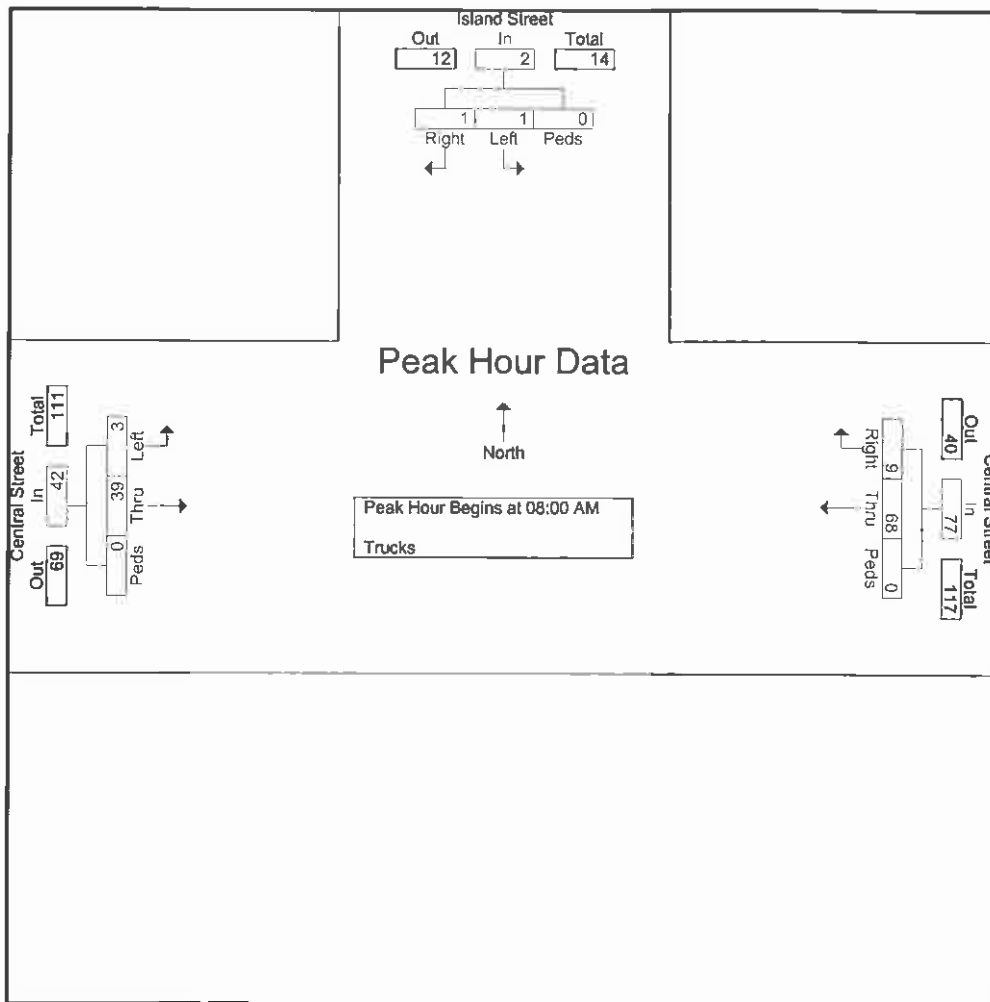 Island Street
Out In Total
12 2 14
1 1 0
Right Left Peds
Peak Hour Data
North
Peak Hour Begins at 08:00 AM
Trucks
Central Street
Out In Total
69 42 111
3 39 0
Left Thru Peds
Central Street
Out In Total
40 77 117
9 68 0
Right Thru Peds